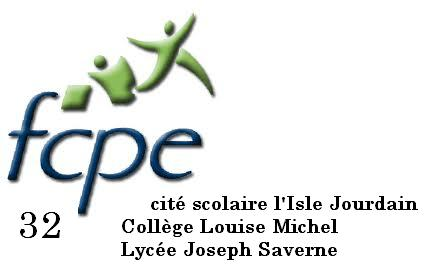 fcpe
cité scolaire l'Isle Jourdain
32
Collège Louise Michel
Lycée Joseph Saverne